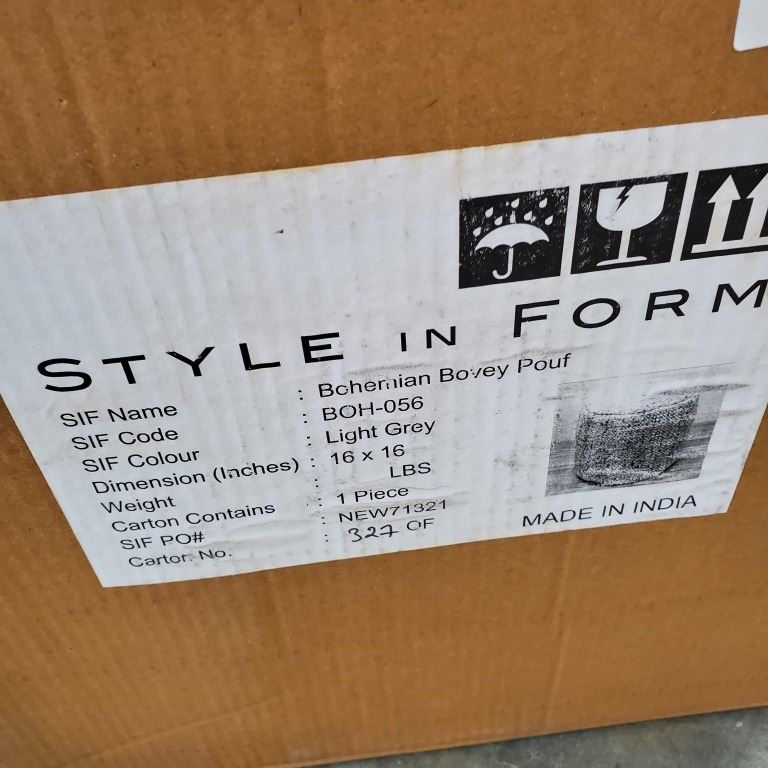 STYLE IN FORM
SIF Name : Bohemian Bovey Pouf
SIF Code : BOH-056
SIF Colour : Light Grey
Dimension (Inches) : 16 x 16
Weight : LBS
Carton Contains : 1 Piece
SIF PO# : NEW71321
Carton No. : 327 OF
MADE IN INDIA